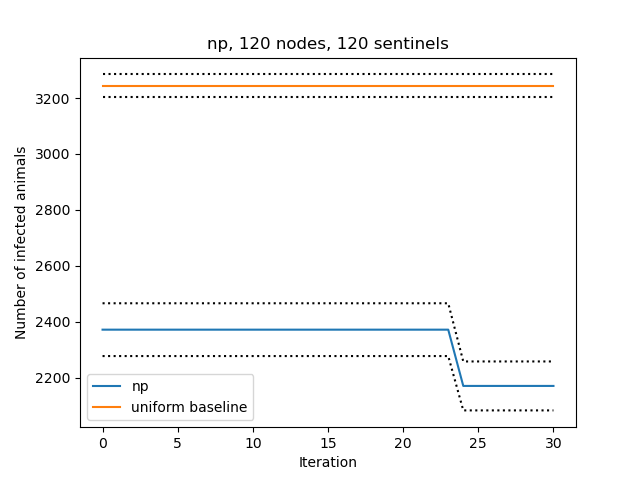 np, 120 nodes, 120 sentinels
Number of infected animals
3200
3000
2800
2600
2400
2200
np
uniform baseline
0 5 10 15 20 25 30
Iteration